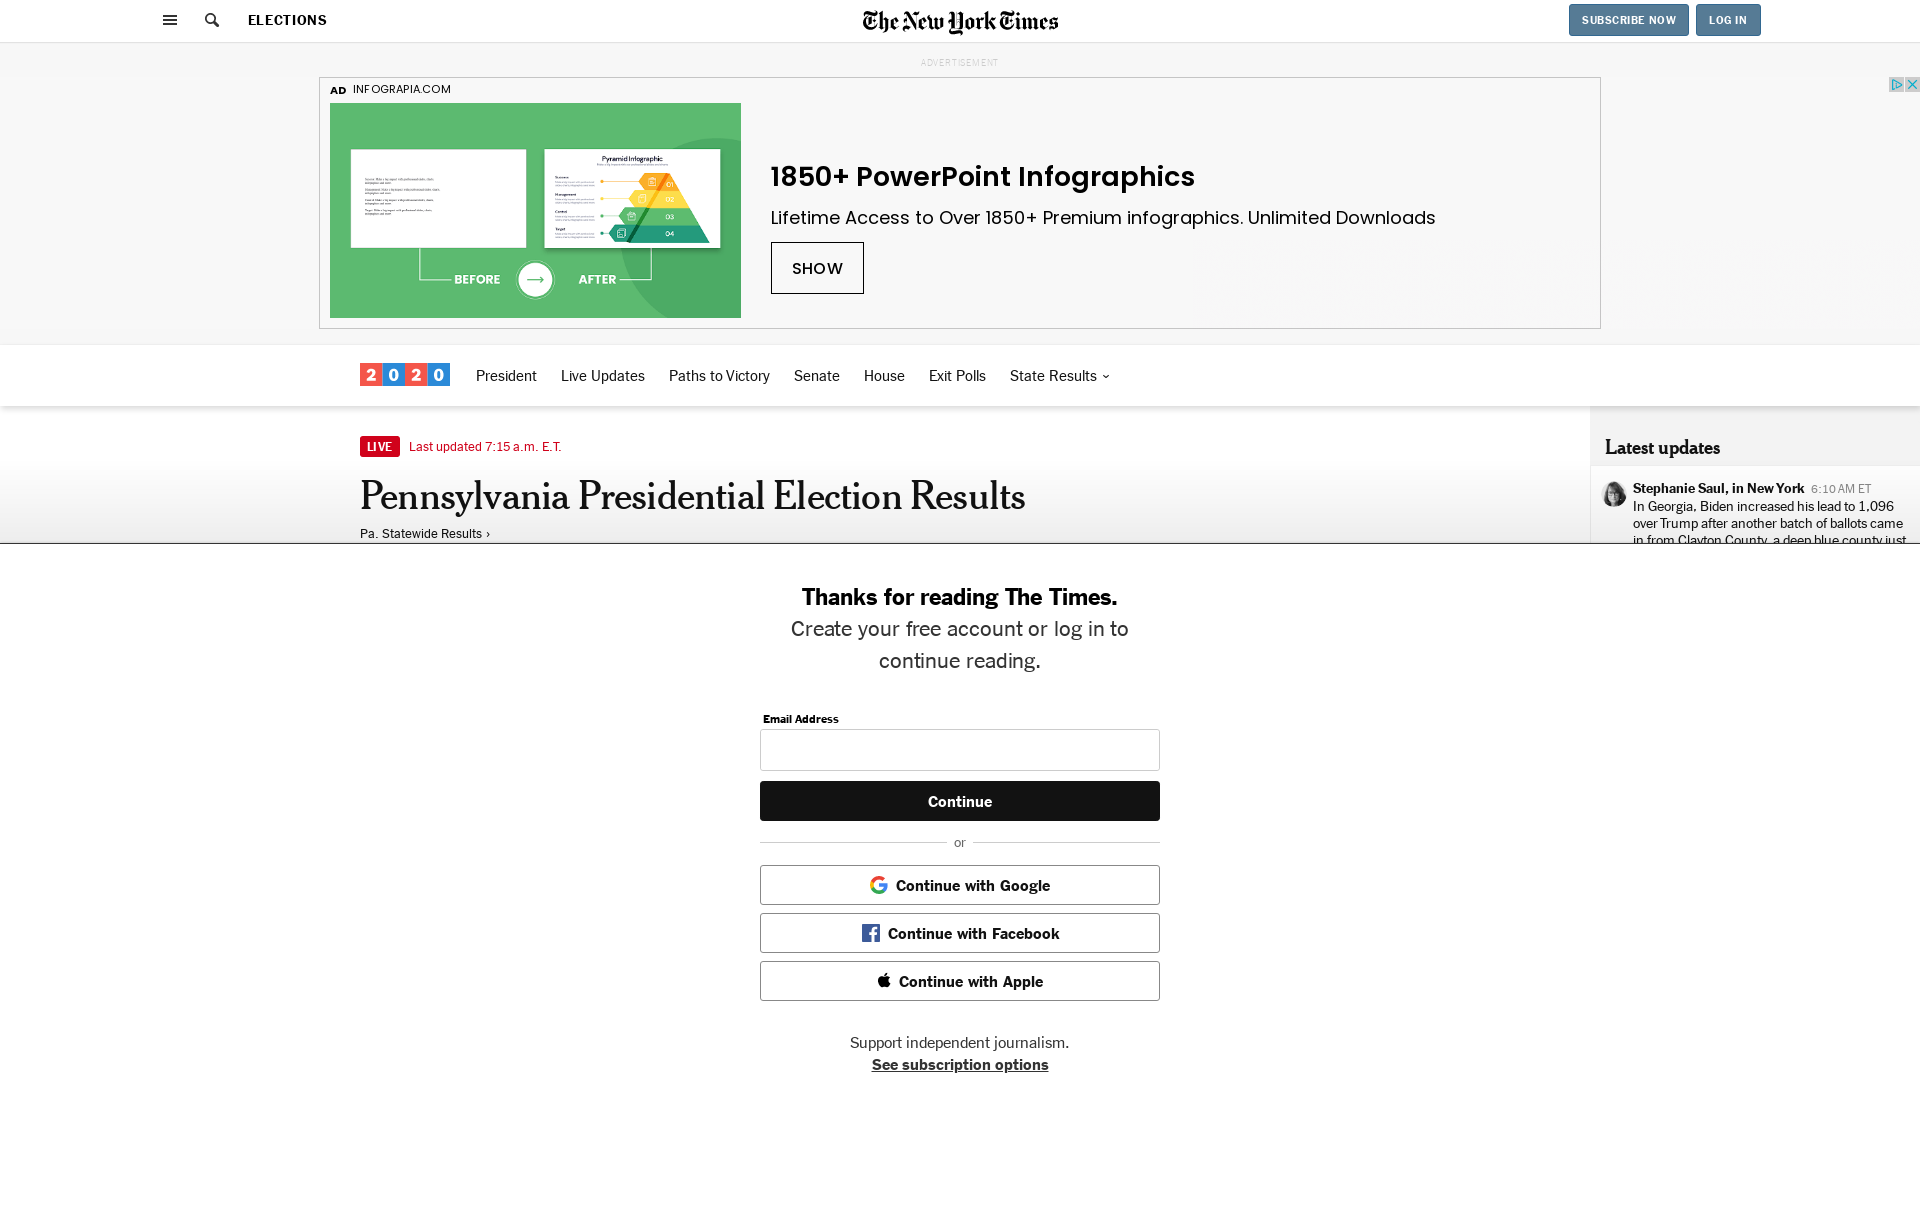 ELECTIONS
The New York Times
SUBSCRIBE NOW
LOG IN
ADVERTISEMENT
AD INFOGRAPIA.COM
Pyramid Infographic
01
02
03
04
BEFORE
AFTER
1850+ PowerPoint Infographics
Lifetime Access to Over 1850+ Premium infographics. Unlimited Downloads
SHOW
2020
President
Live Updates
Paths to Victory
Senate
House
Exit Polls
State Results
LIVE Last updated 7:15 a.m. E.T.
Pennsylvania Presidential Election Results
Pa. Statewide Results ›
Latest updates
Stephanie Saul, in New York 6:10 AM ET
In Georgia, Biden increased his lead to 1,096
over Trump after another batch of ballots came
in from Clayton County, a deep blue county just
Thanks for reading The Times.
Create your free account or log in to
continue reading.
Email Address
Continue
or
Continue with Google
Continue with Facebook
Continue with Apple
Support independent journalism.
See subscription options